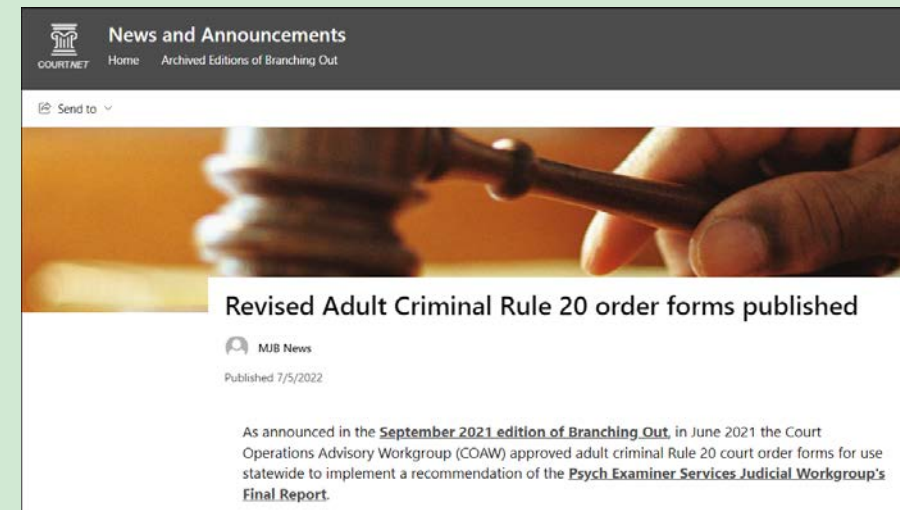 News and Announcements
COURTNET
Home Archived Editions of Branching Out
Send to
Revised Adult Criminal Rule 20 order forms published
MJB News
Published 7/5/2022
As announced in the September 2021 edition of Branching Out, in June 2021 the Court
Operations Advisory Workgroup (COAW) approved adult criminal Rule 20 court order forms for use
statewide to implement a recommendation of the Psych Examiner Services Judicial Workgroup's
Final Report.